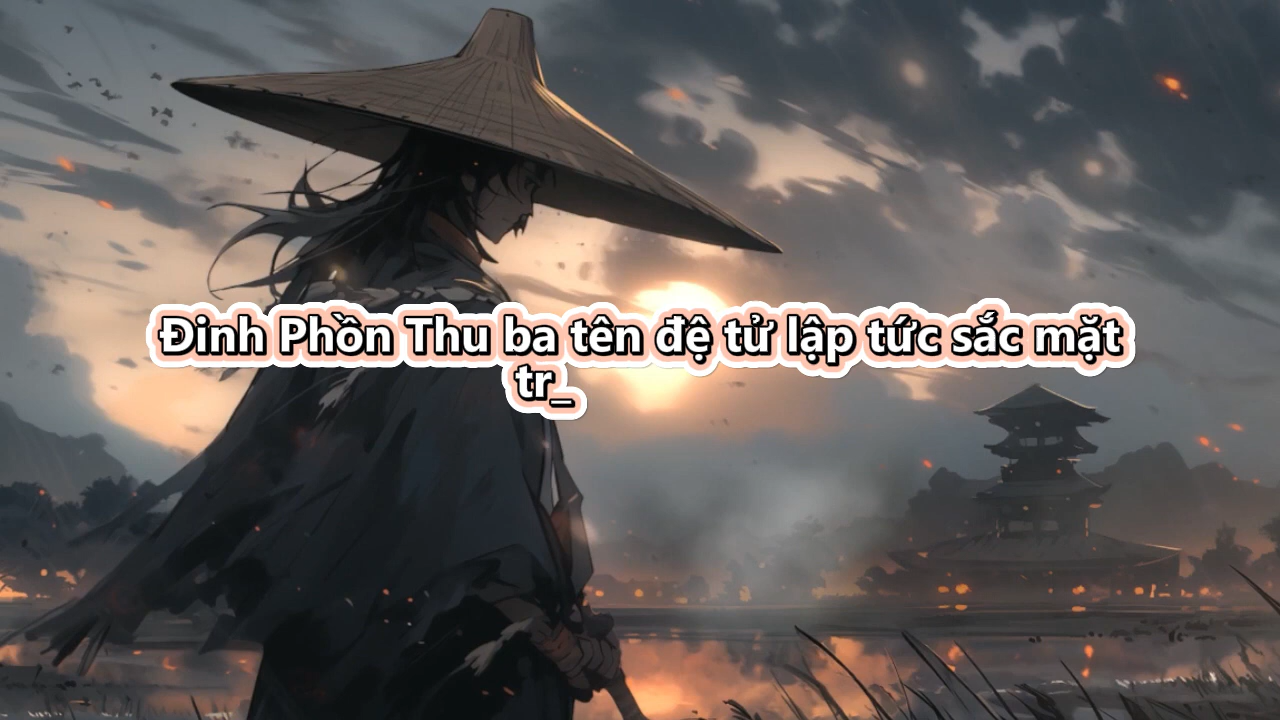 Đinh Phồn Thu ba tên đệ tử lập tức sắc mặt
tr_